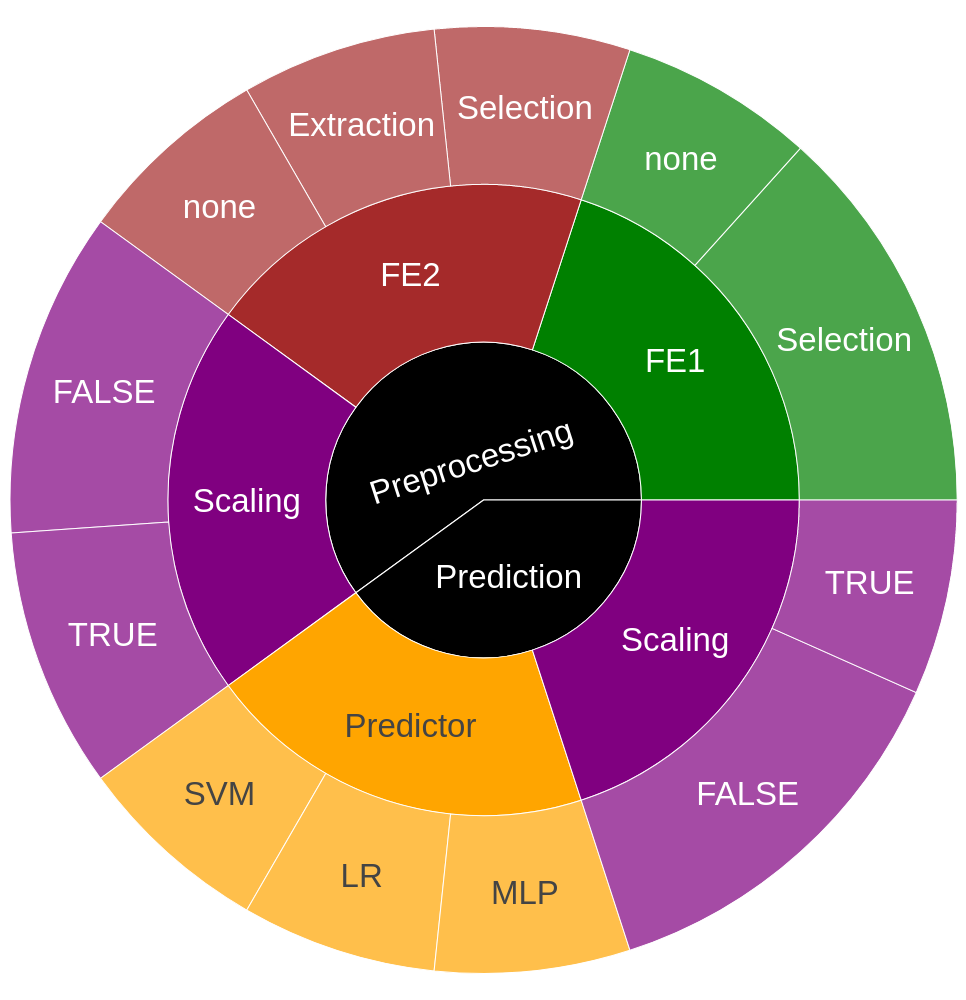 Selection
Extraction
none
none
FE2
Selection
FE1
FALSE
Preprocessing
Scaling
Prediction
TRUE
TRUE
Scaling
Predictor
SVM
FALSE
LR
MLP